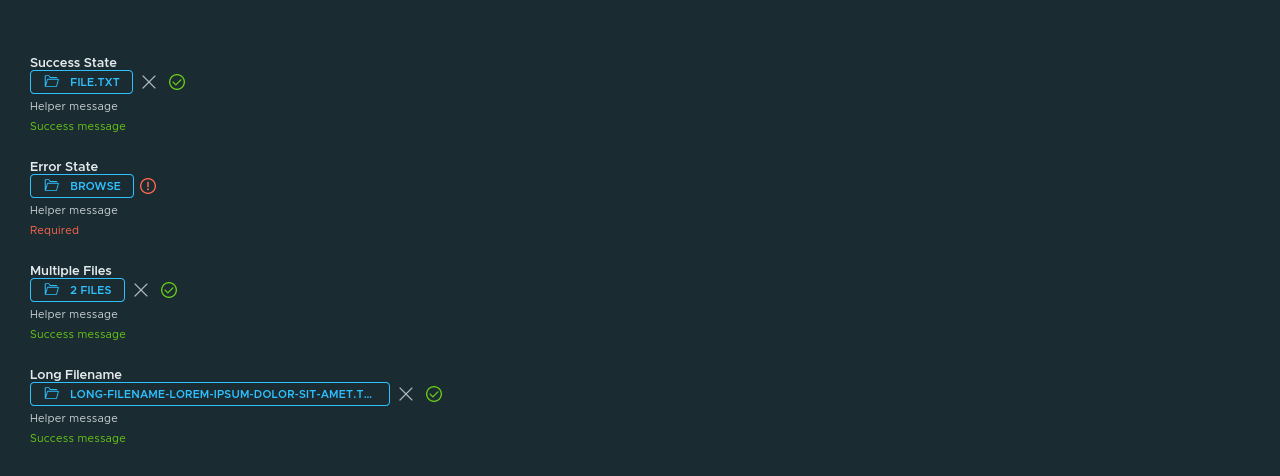 Success State
FILE.TXT
Helper message
Success message
Error State
BROWSE
Helper message
Required
Multiple Files
2 FILES
Helper message
Success message
Long Filename
LONG-FILENAME-LOREM-IPSUM-DOLOR-SIT-AMET.T...
Helper message
Success message